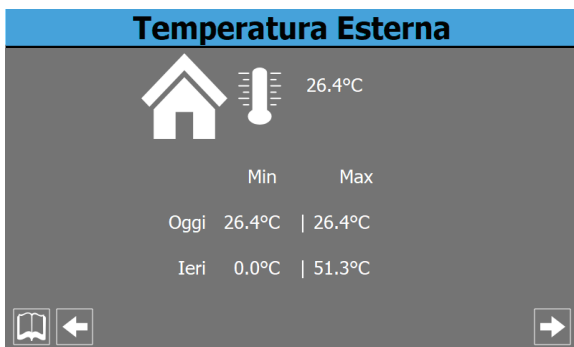 Temperatura Esterna
26.4°C
Min Max
Oggi 26.4°C | 26.4°C
Ieri 0.0°C | 51.3°C